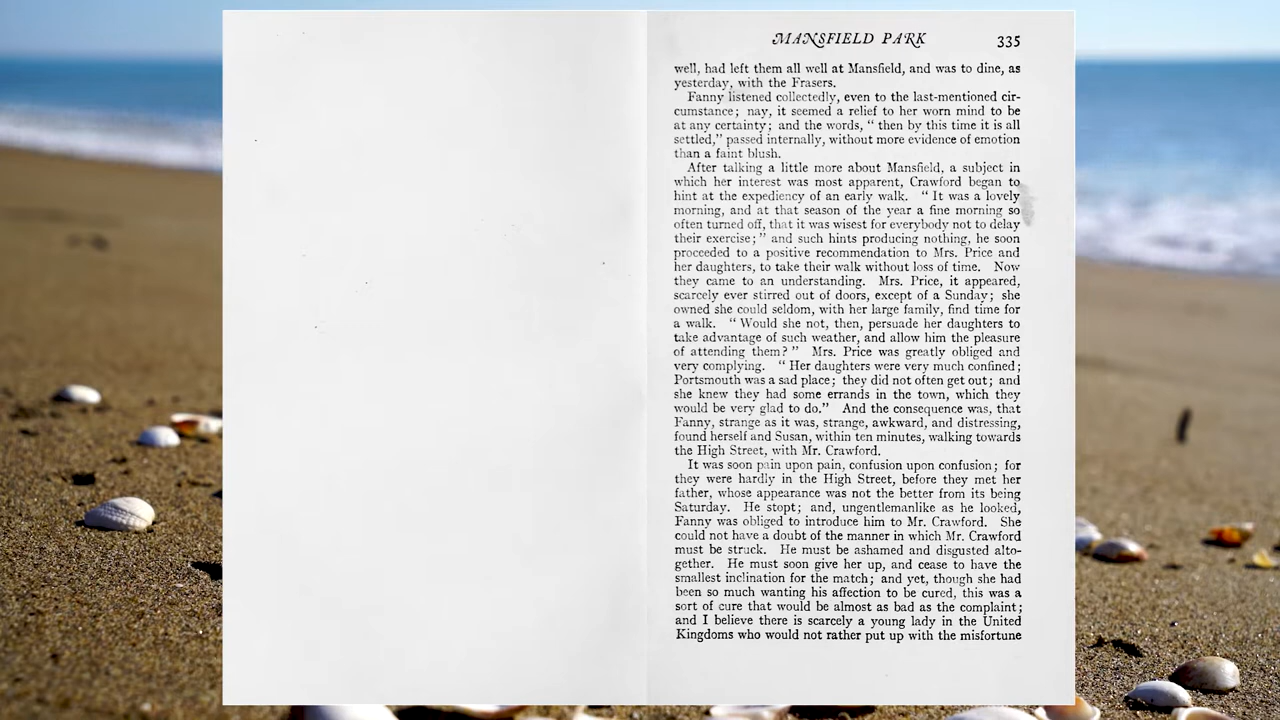 MANSFIELD PARK 335
well, had left them all well at Mansfield, and was to dine, as
yesterday, with the Frasers.
Fanny listened collectedly, even to the last-mentioned cir-
cumstance; nay, it seemed a relief to her worn mind to be
at any certainty; and the words, " then by this time it is all
settled," passed internally, without more evidence of emotion
than a faint blush.
After talking a little more about Mansfield, a subject in
which her interest was most apparent, Crawford began to
hint at the expediency of an early walk. " It was a lovely
morning, and at that season of the year a fine morning so
often turned off, that it was wisest for everybody not to delay
their exercise; " and such hints producing nothing, he soon
proceeded to a positive recommendation to Mrs. Price and
her daughters, to take their walk without loss of time. Now
they came to an understanding. Mrs. Price, it appeared,
scarcely ever stirred out of doors, except of a Sunday; she
owned she could seldom, with her large family, find time for
a walk. " Would she not, then, persuade her daughters to
take advantage of such weather, and allow him the pleasure
of attending them? " Mrs. Price was greatly obliged and
very complying. " Her daughters were very much confined;
Portsmouth was a sad place; they did not often get out; and
she knew they had some errands in the town, which they
would be very glad to do." And the consequence was, that
Fanny, strange as it was, strange, awkward, and distressing,
found herself and Susan, within ten minutes, walking towards
the High Street, with Mr. Crawford.
It was soon pain upon pain, confusion upon confusion; for
they were hardly in the High Street, before they met her
father, whose appearance was not the better from its being
Saturday. He stopt; and, ungentlemanlike as he looked,
Fanny was obliged to introduce him to Mr. Crawford. She
could not have a doubt of the manner in which Mr. Crawford
must be struck. He must be ashamed and disgusted alto-
gether. He must soon give her up, and cease to have the
smallest inclination for the match; and yet, though she had
been so much wanting his affection to be cured, this was a
sort of cure that would be almost as bad as the complaint;
and I believe there is scarcely a young lady in the United
Kingdoms who would not rather put up with the misfortune